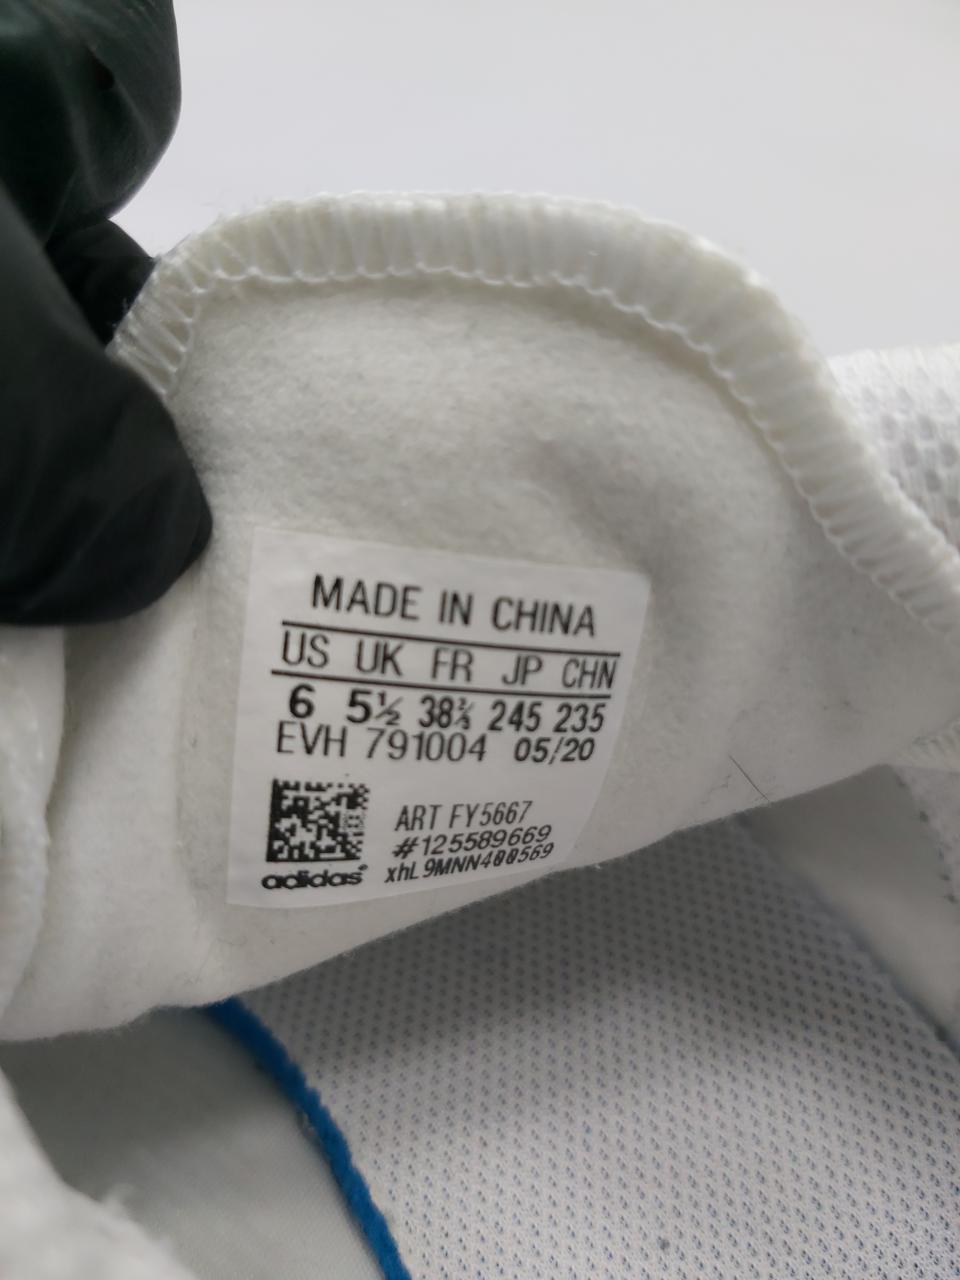 MADE IN CHINA
US UK FR JP CHN
6 5½ 38⅔ 245 235
EVH 791004 05/20
ART FY5667
#125589669
xhL9MNN400569
adidas